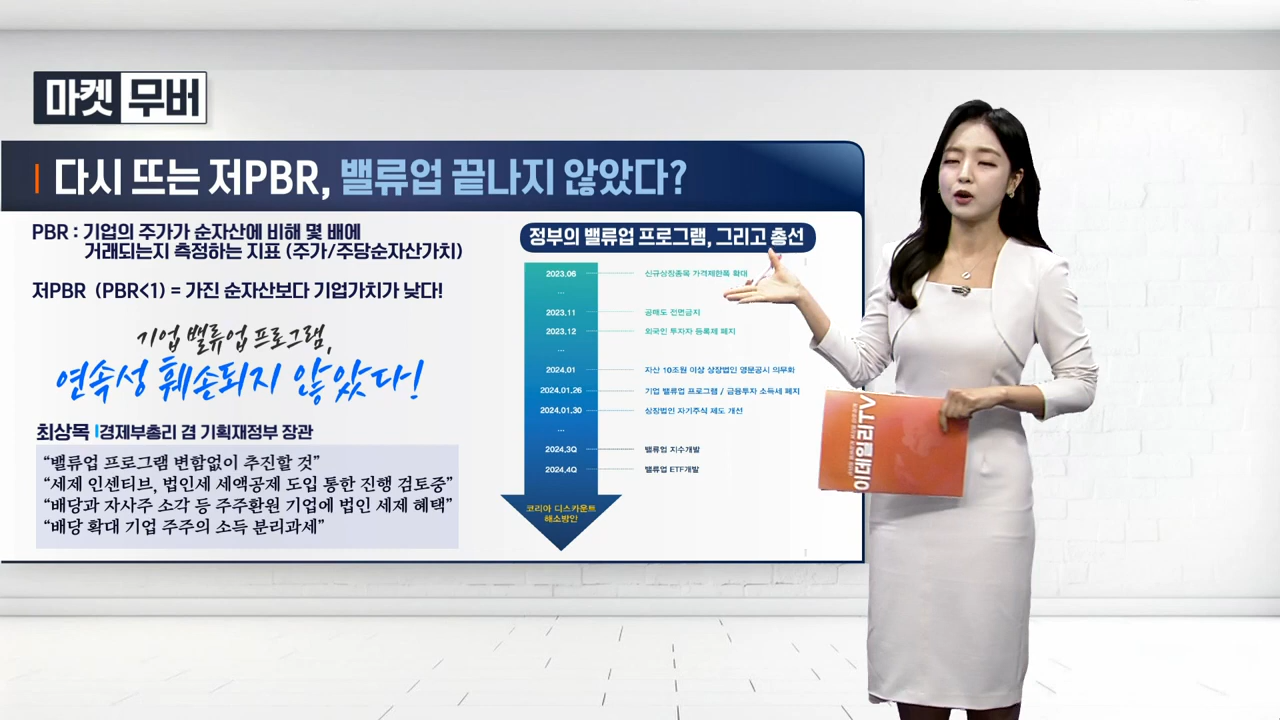 마켓 무버
다시 뜨는 저PBR, 밸류업 끝나지 않았다?
PBR : 기업의 주가가 순자산에 비해 몇 배에
거래되는지 측정하는 지표 (주가/주당순자산가치)
저PBR (PBR<1) = 가진 순자산보다 기업가치가 낮다!
기업 밸류업 프로그램,
연속성 훼손되지 않았다!
최상목 | 경제부총리 겸 기획재정부 장관
“밸류업 프로그램 변함없이 추진할 것”
“세제 인센티브, 법인세 세액공제 도입 통한 진행 검토중”
“배당과 자사주 소각 등 주주환원 기업에 법인 세제 혜택”
“배당 확대 기업 주주의 소득 분리과세”
정부의 밸류업 프로그램, 그리고 총선
2023.06 신규상장종목 가격제한폭 확대
...
2023.11 공매도 전면금지
2023.12 외국인 투자자 등록제 폐지
...
2024.01 자산 10조원 이상 상장법인 영문공시 의무화
2024.01.26 기업 밸류업 프로그램 / 금융투자 소득세 폐지
2024.01.30 상장법인 자기주식 제도 개선
...
2024.3Q 밸류업 지수개발
2024.4Q 밸류업 ETF개발
코리아 디스카운트
해소방안
이데일리TV